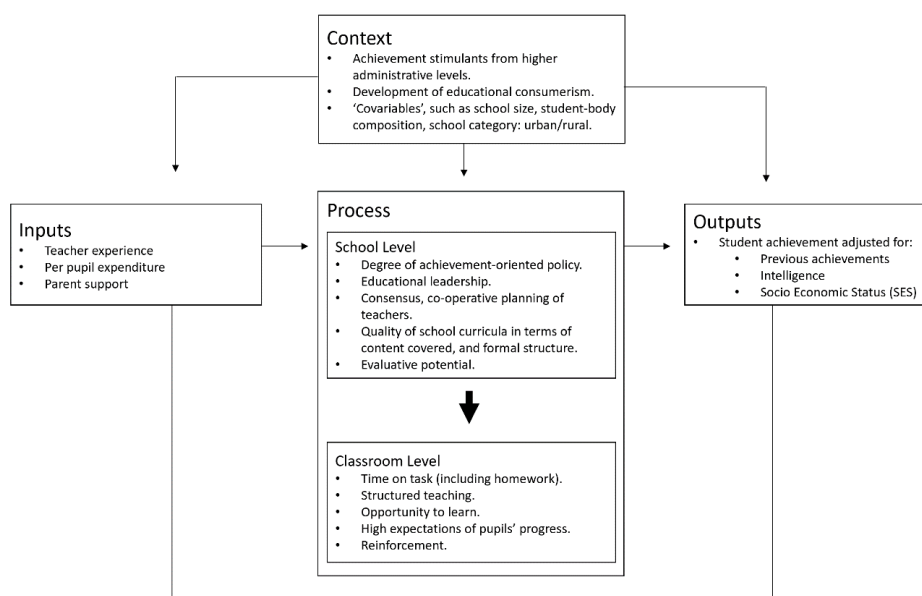 Context
• Achievement stimulants from higher
administrative levels.
• Development of educational consumerism.
• ‘Covariables’, such as school size, student-body
composition, school category: urban/rural.
Inputs
• Teacher experience
• Per pupil expenditure
• Parent support
Process
School Level
• Degree of achievement-oriented policy.
• Educational leadership.
• Consensus, co-operative planning of
teachers.
• Quality of school curricula in terms of
content covered, and formal structure.
• Evaluative potential.
Classroom Level
• Time on task (including homework).
• Structured teaching.
• Opportunity to learn.
• High expectations of pupils’ progress.
• Reinforcement.
Outputs
• Student achievement adjusted for:
• Previous achievements
• Intelligence
• Socio Economic Status (SES)